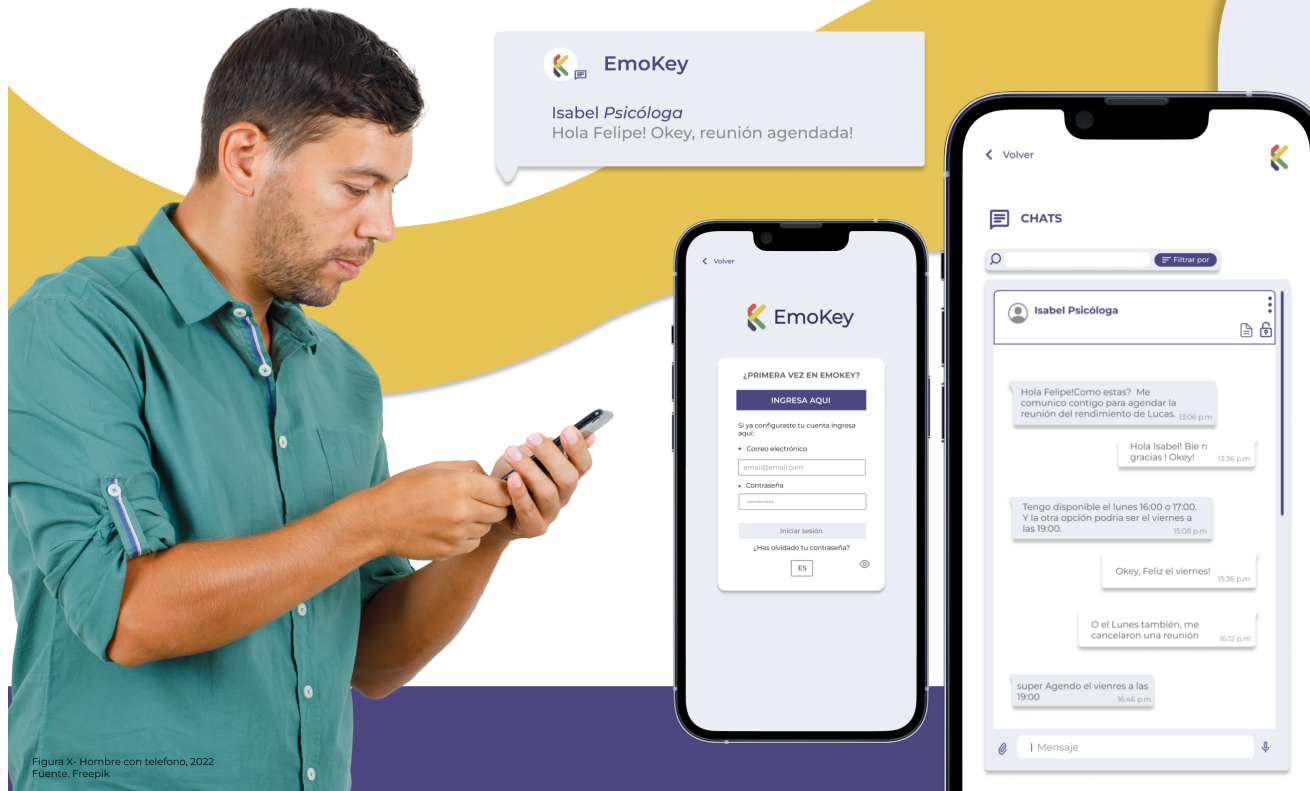 EmoKey
Isabel Psicóloga
Hola Felipe! Okey, reunión agendada!
Volver
EmoKey
¿PRIMERA VEZ EN EMOKEY?
INGRESA AQUI
Si ya configuraste tu cuenta ingresa
aquí:
* Correo electrónico
email@email.com
* Contraseña
**********
Iniciar sesión
¿Has olvidado tu contraseña?
ES
Volver
CHATS
Filtrar por
Isabel Psicóloga
Hola Felipe!Como estas? Me
comunico contigo para agendar la
reunión del rendimiento de Lucas. 13:06 p.m
Hola Isabel! Bie n
gracias ! Okey! 13:36 p.m
Tengo disponible el lunes 16:00 o 17:00.
Y la otra opción podria ser el viernes a
las 19:00. 15:08 p.m
Okey, Feliz el viernes! 15:36 p.m
O el Lunes también, me
cancelaron una reunión 16:12 p.m
super Agendo el vienres a las
19:00 16:46 p.m
| Mensaje
Figura X- Hombre con telefono, 2022
Fuente. Freepik